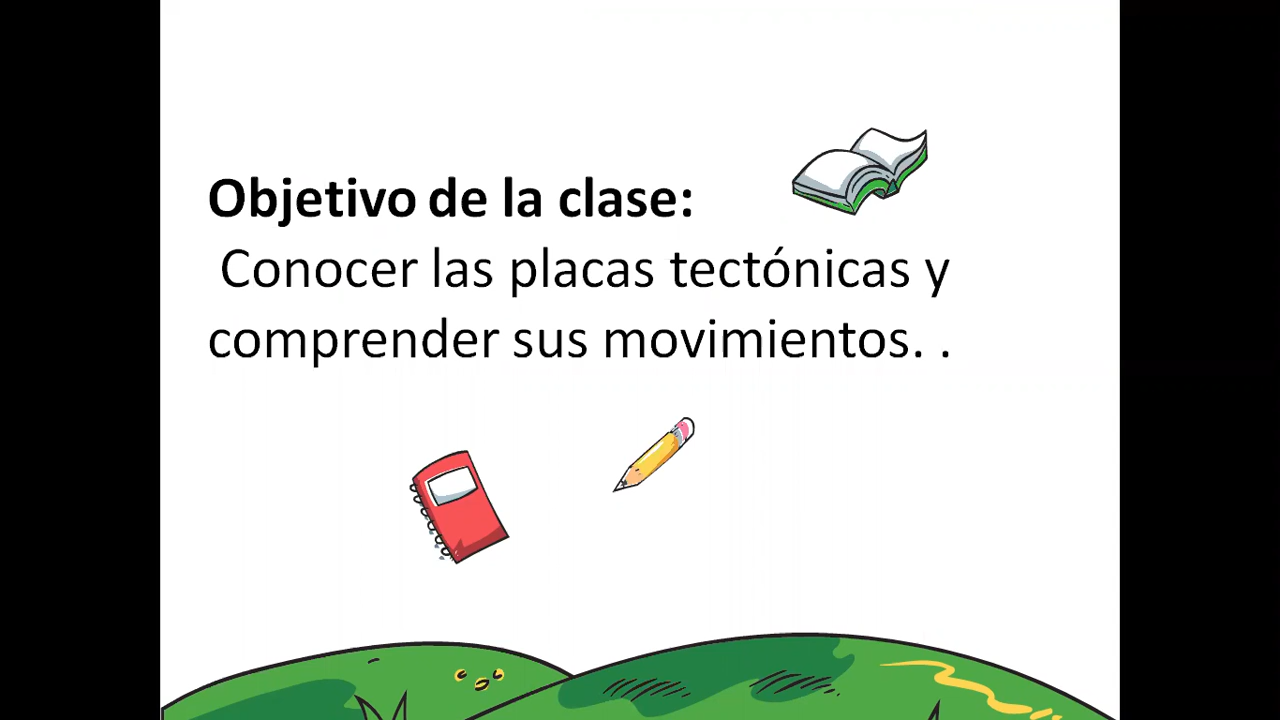 Objetivo de la clase:
Conocer las placas tectónicas y
comprender sus movimientos. .